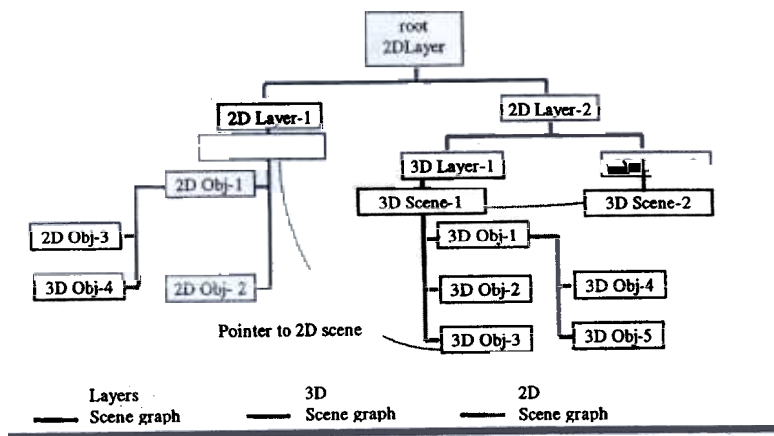 root
2DLayer
2D Layer-1
2D Layer-2
3D Layer-1
2D Obj-1
3D Scene-1
3D Scene-2
2D Obj-3
3D Obj-1
3D Obj-4
2D Obj- 2
3D Obj-2
3D Obj-4
Pointer to 2D scene
3D Obj-3
3D Obj-5
Layers
Scene graph
3D
Scene graph
2D
Scene graph